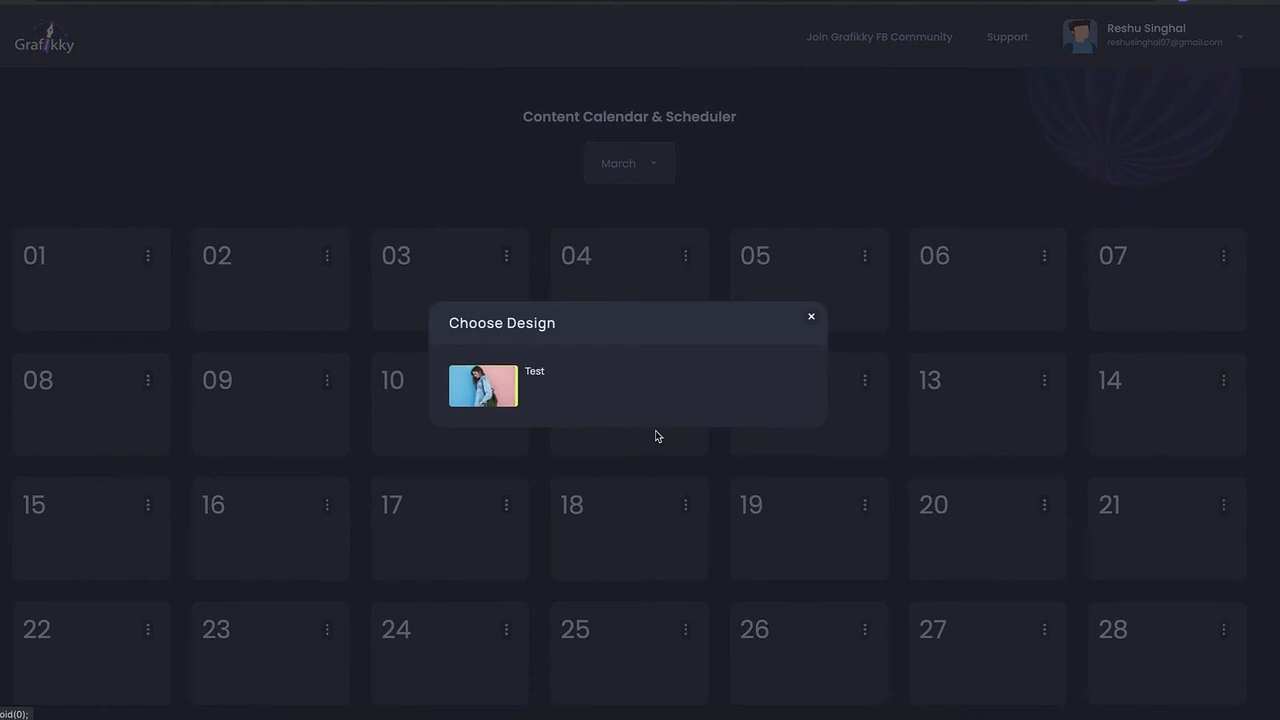 Grafikky
Join Grafikky FB Community
Support
Reshu Singhal
reshusinghal07@gmail.com
Content Calendar & Scheduler
March
01 02 03 04 05 06 07
Choose Design
Test
08 09 10 13 14
15 16 17 18 19 20 21
22 23 24 25 26 27 28
oid(0);